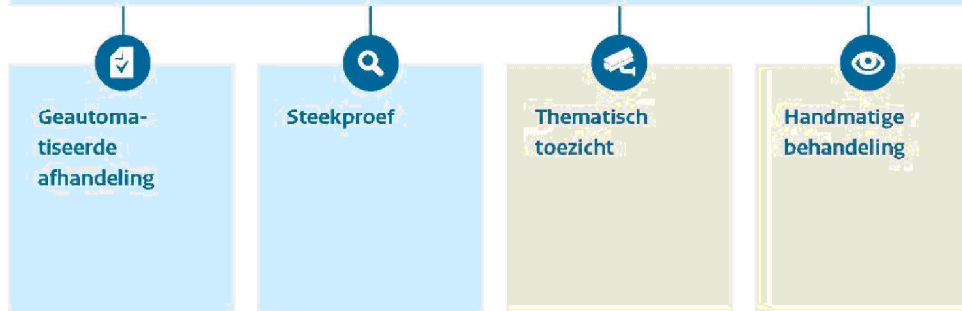 Geautoma-
tiseerde
afhandeling
Steekproef
Thematisch
toezicht
Handmatige
behandeling